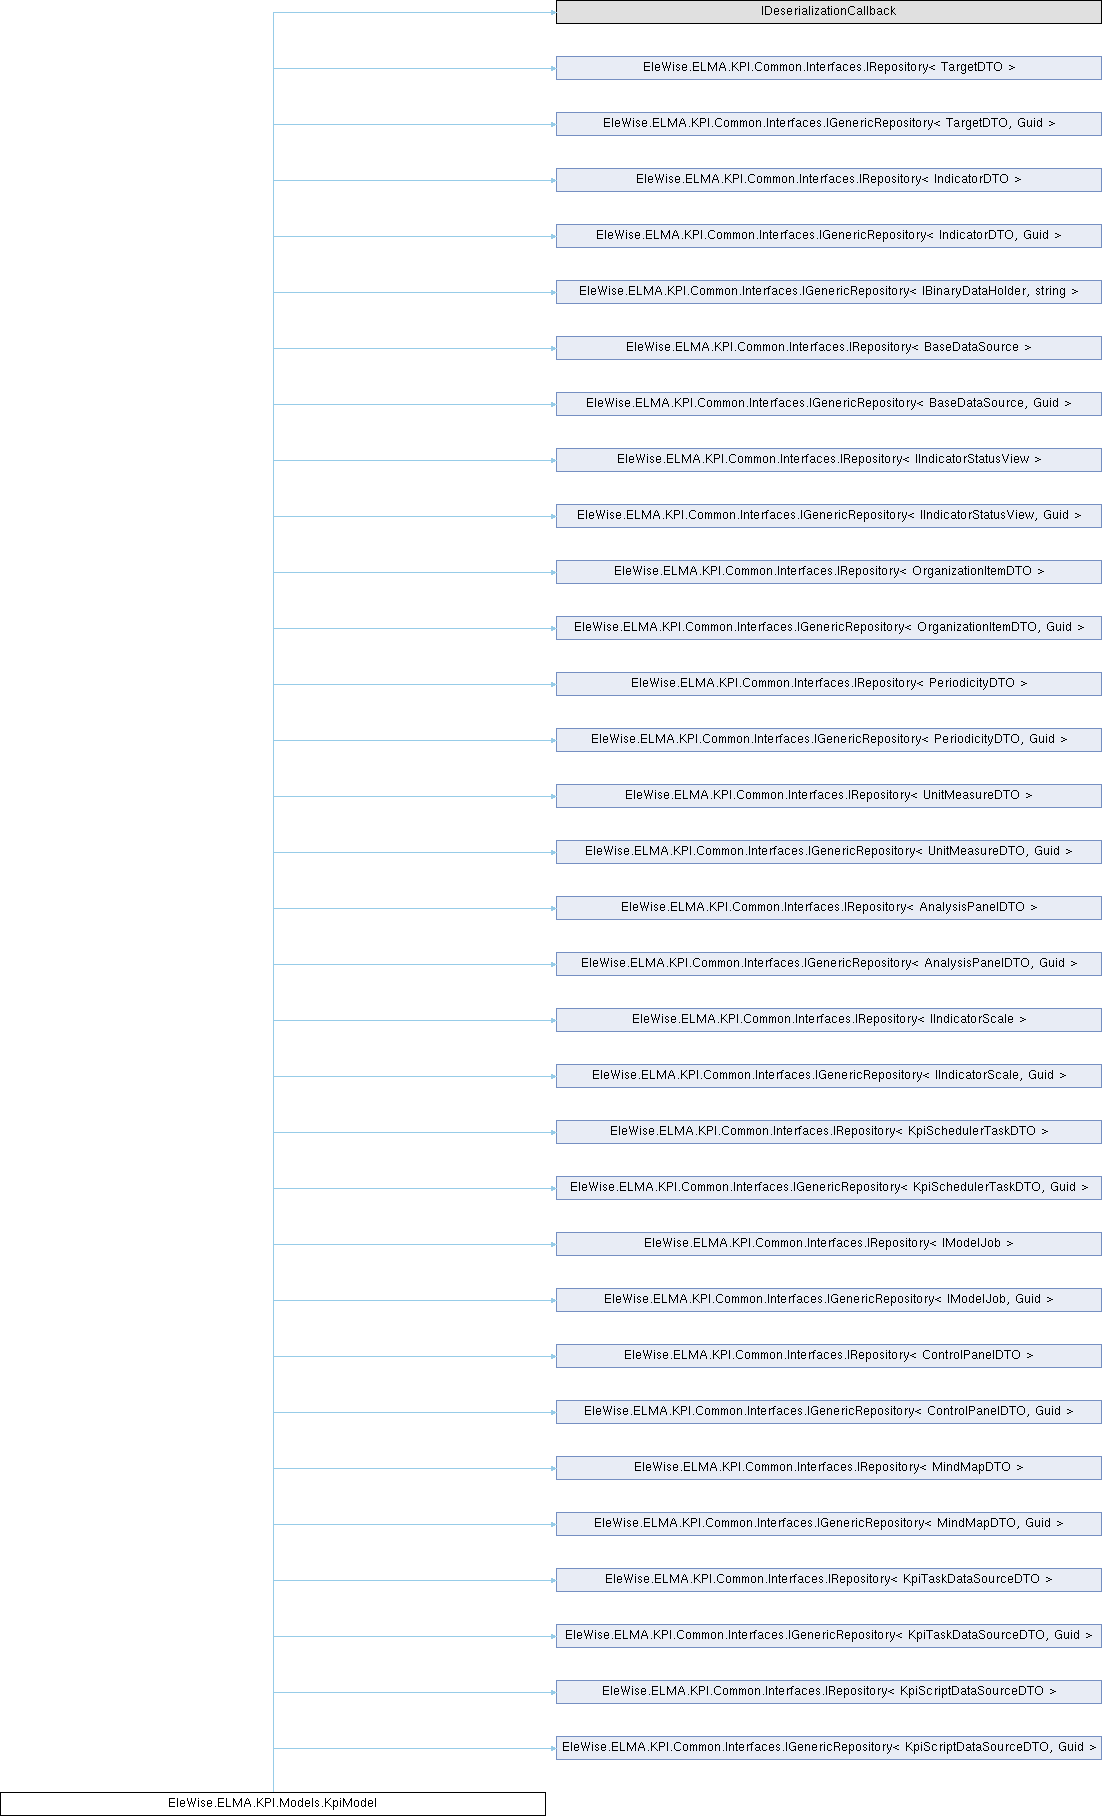 IDeserializationCallback
EleWise.ELMA.KPI.Common.Interfaces.IRepository< TargetDTO >
EleWise.ELMA.KPI.Common.Interfaces.IGenericRepository< TargetDTO, Guid >
EleWise.ELMA.KPI.Common.Interfaces.IRepository< IndicatorDTO >
EleWise.ELMA.KPI.Common.Interfaces.IGenericRepository< IndicatorDTO, Guid >
EleWise.ELMA.KPI.Common.Interfaces.IGenericRepository< IBinaryDataHolder, string >
EleWise.ELMA.KPI.Common.Interfaces.IRepository< BaseDataSource >
EleWise.ELMA.KPI.Common.Interfaces.IGenericRepository< BaseDataSource, Guid >
EleWise.ELMA.KPI.Common.Interfaces.IRepository< IIndicatorStatusView >
EleWise.ELMA.KPI.Common.Interfaces.IGenericRepository< IIndicatorStatusView, Guid >
EleWise.ELMA.KPI.Common.Interfaces.IRepository< OrganizationItemDTO >
EleWise.ELMA.KPI.Common.Interfaces.IGenericRepository< OrganizationItemDTO, Guid >
EleWise.ELMA.KPI.Common.Interfaces.IRepository< PeriodicityDTO >
EleWise.ELMA.KPI.Common.Interfaces.IGenericRepository< PeriodicityDTO, Guid >
EleWise.ELMA.KPI.Common.Interfaces.IRepository< UnitMeasureDTO >
EleWise.ELMA.KPI.Common.Interfaces.IGenericRepository< UnitMeasureDTO, Guid >
EleWise.ELMA.KPI.Common.Interfaces.IRepository< AnalysisPanelDTO >
EleWise.ELMA.KPI.Common.Interfaces.IGenericRepository< AnalysisPanelDTO, Guid >
EleWise.ELMA.KPI.Common.Interfaces.IRepository< IIndicatorScale >
EleWise.ELMA.KPI.Common.Interfaces.IGenericRepository< IIndicatorScale, Guid >
EleWise.ELMA.KPI.Common.Interfaces.IRepository< KpiSchedulerTaskDTO >
EleWise.ELMA.KPI.Common.Interfaces.IGenericRepository< KpiSchedulerTaskDTO, Guid >
EleWise.ELMA.KPI.Common.Interfaces.IRepository< IModelJob >
EleWise.ELMA.KPI.Common.Interfaces.IGenericRepository< IModelJob, Guid >
EleWise.ELMA.KPI.Common.Interfaces.IRepository< ControlPanelDTO >
EleWise.ELMA.KPI.Common.Interfaces.IGenericRepository< ControlPanelDTO, Guid >
EleWise.ELMA.KPI.Common.Interfaces.IRepository< MindMapDTO >
EleWise.ELMA.KPI.Common.Interfaces.IGenericRepository< MindMapDTO, Guid >
EleWise.ELMA.KPI.Common.Interfaces.IRepository< KpiTaskDataSourceDTO >
EleWise.ELMA.KPI.Common.Interfaces.IGenericRepository< KpiTaskDataSourceDTO, Guid >
EleWise.ELMA.KPI.Common.Interfaces.IRepository< KpiScriptDataSourceDTO >
EleWise.ELMA.KPI.Common.Interfaces.IGenericRepository< KpiScriptDataSourceDTO, Guid >
EleWise.ELMA.KPI.Models.KpiModel